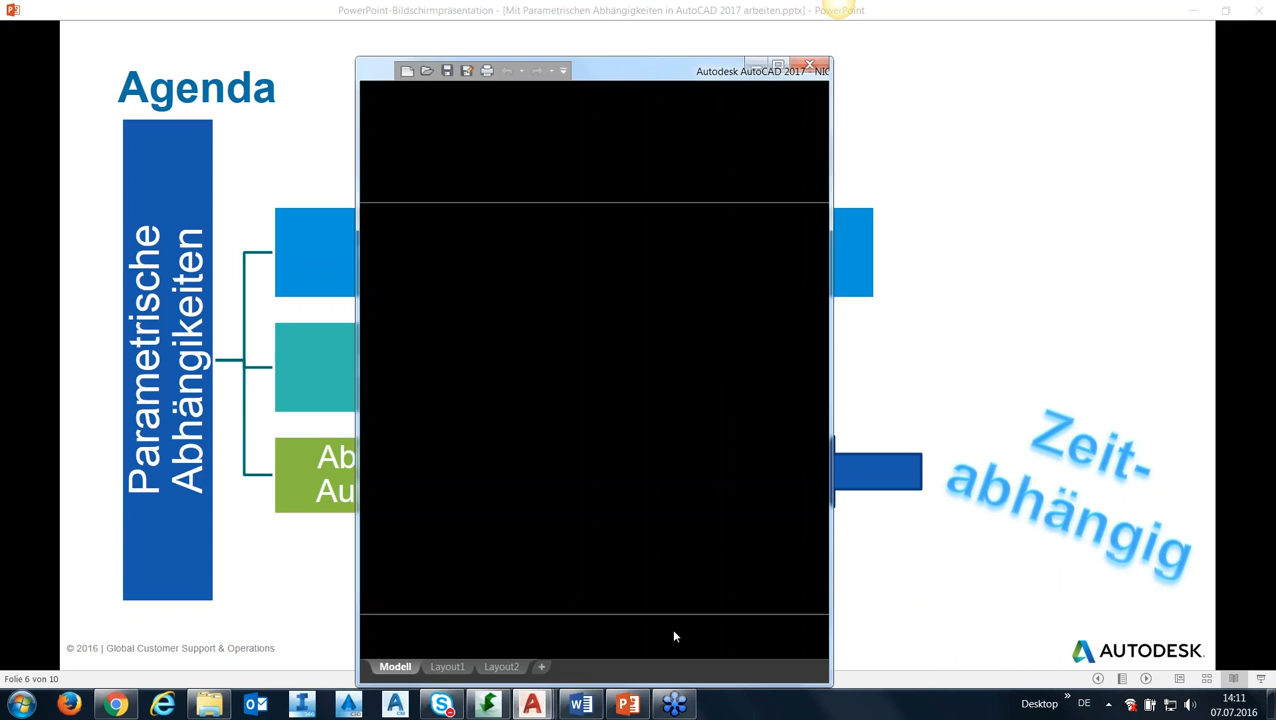 PowerPoint-Bildschirmpräsentation - [Mit Parametrischen Abhängigkeiten in AutoCAD 2017 arbeiten.pptx] - PowerPoint
Agenda
Autodesk AutoCAD 2017 - NIC
Parametrische
Abhängigkeiten
Ab
Au
Zeit-
abhängig
© 2016 | Global Customer Support & Operations
AUTODESK.
Modell Layout1 Layout2
Folie 6 von 10
Desktop DE 14:11
07.07.2016